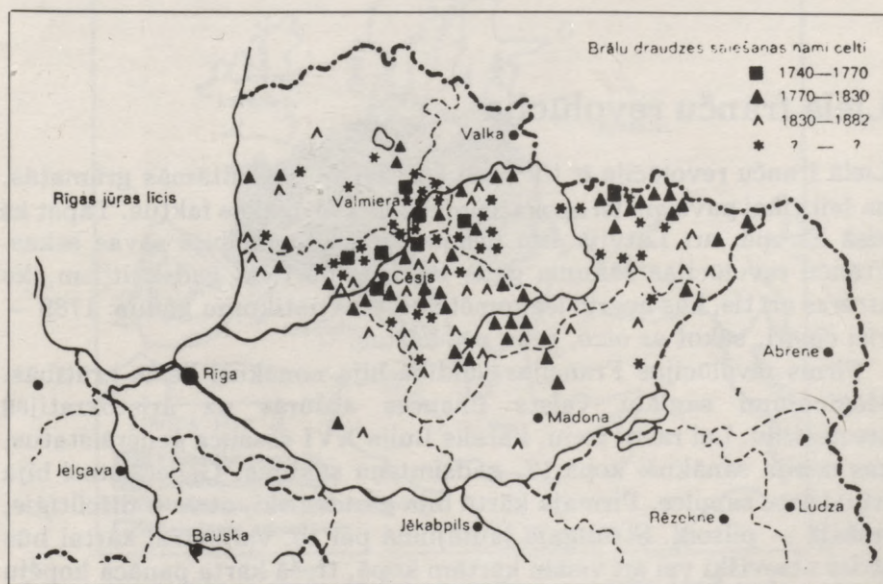 Brāļu draudzes saiešanas nami celti
■ 1740—1770
▲ 1770—1830
^ 1830—1882
* ? — ?
Valka
Rīgas jūras līcis
Valmiera
Cēsis
Abrene
Rīga
Madona
Jelgava
Ludza
Jēkabpils
Rēzekne
Bauska